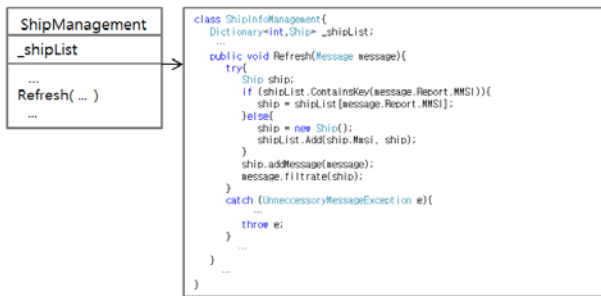 ShipManagement
_shipList
...
Refresh( ... )
...
class ShipInfoManagement{
Dictionary<int,Ship> _shipList;
...
public void Refresh(Message message){
try{
Ship ship;
if (shipList.ContainsKey(message.Report.MMSI)){
ship = shipList[message.Report.MMSI];
}else{
ship = new Ship();
shipList.Add(ship.Mmsi, ship);
}
ship.addMessage(message);
message.filtrate(ship);
}
catch (UnneccessoryMessageException e){
...
throw e;
}
...
}
...
}